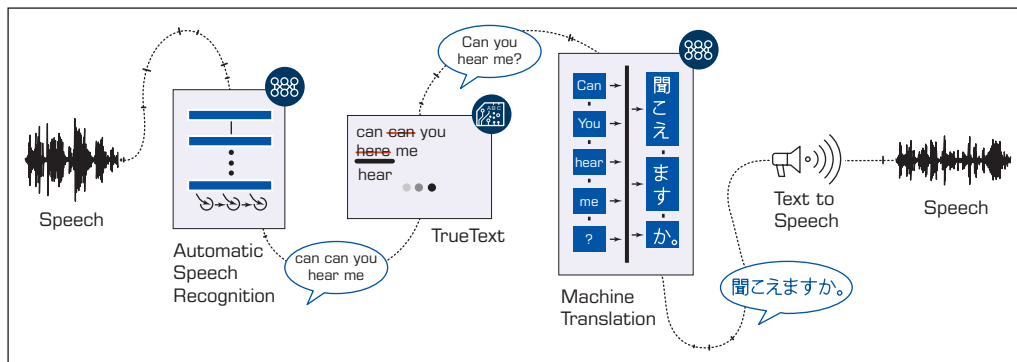 Speech
Automatic
Speech
Recognition
can can you
hear me
can can you
here me
hear
TrueText
ABC
Can you
hear me?
Can
You
hear
me
?
聞こえ
ます
か。
Machine
Translation
聞こえますか。
Text to
Speech
Speech